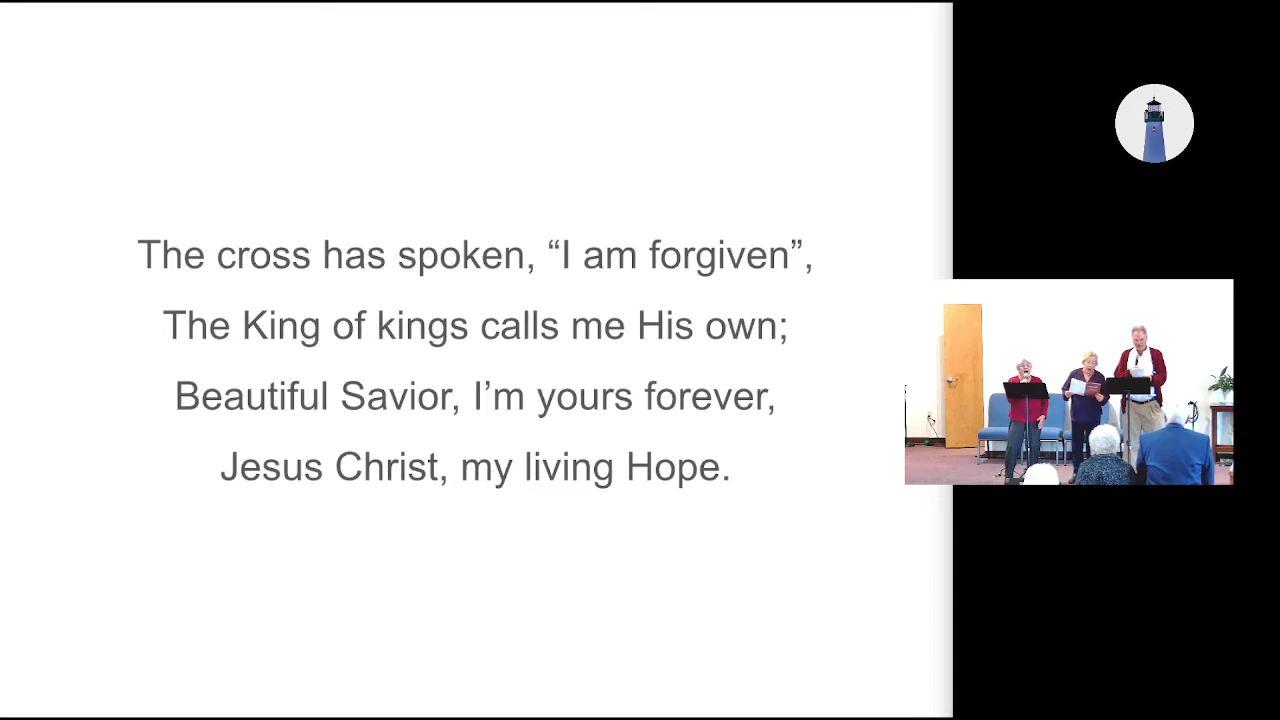 The cross has spoken, “I am forgiven”,
The King of kings calls me His own;
Beautiful Savior, I’m yours forever,
Jesus Christ, my living Hope.